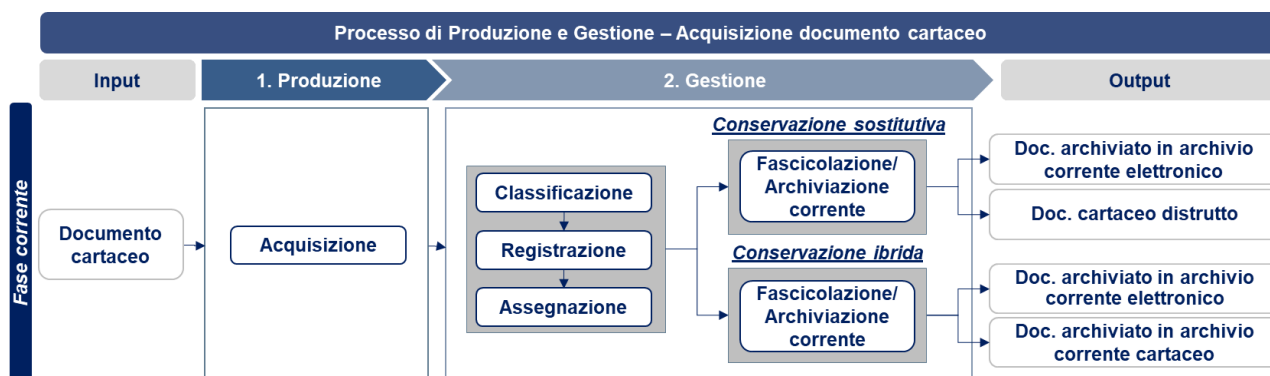 Processo di Produzione e Gestione – Acquisizione documento cartaceo
Input
1. Produzione
2. Gestione
Output
Fase corrente
Documento
cartaceo
Acquisizione
Classificazione
Registrazione
Assegnazione
Conservazione sostitutiva
Fascicolazione/
Archiviazione
corrente
Conservazione ibrida
Fascicolazione/
Archiviazione
corrente
Doc. archiviato in archivio
corrente elettronico
Doc. cartaceo distrutto
Doc. archiviato in archivio
corrente elettronico
Doc. archiviato in archivio
corrente cartaceo